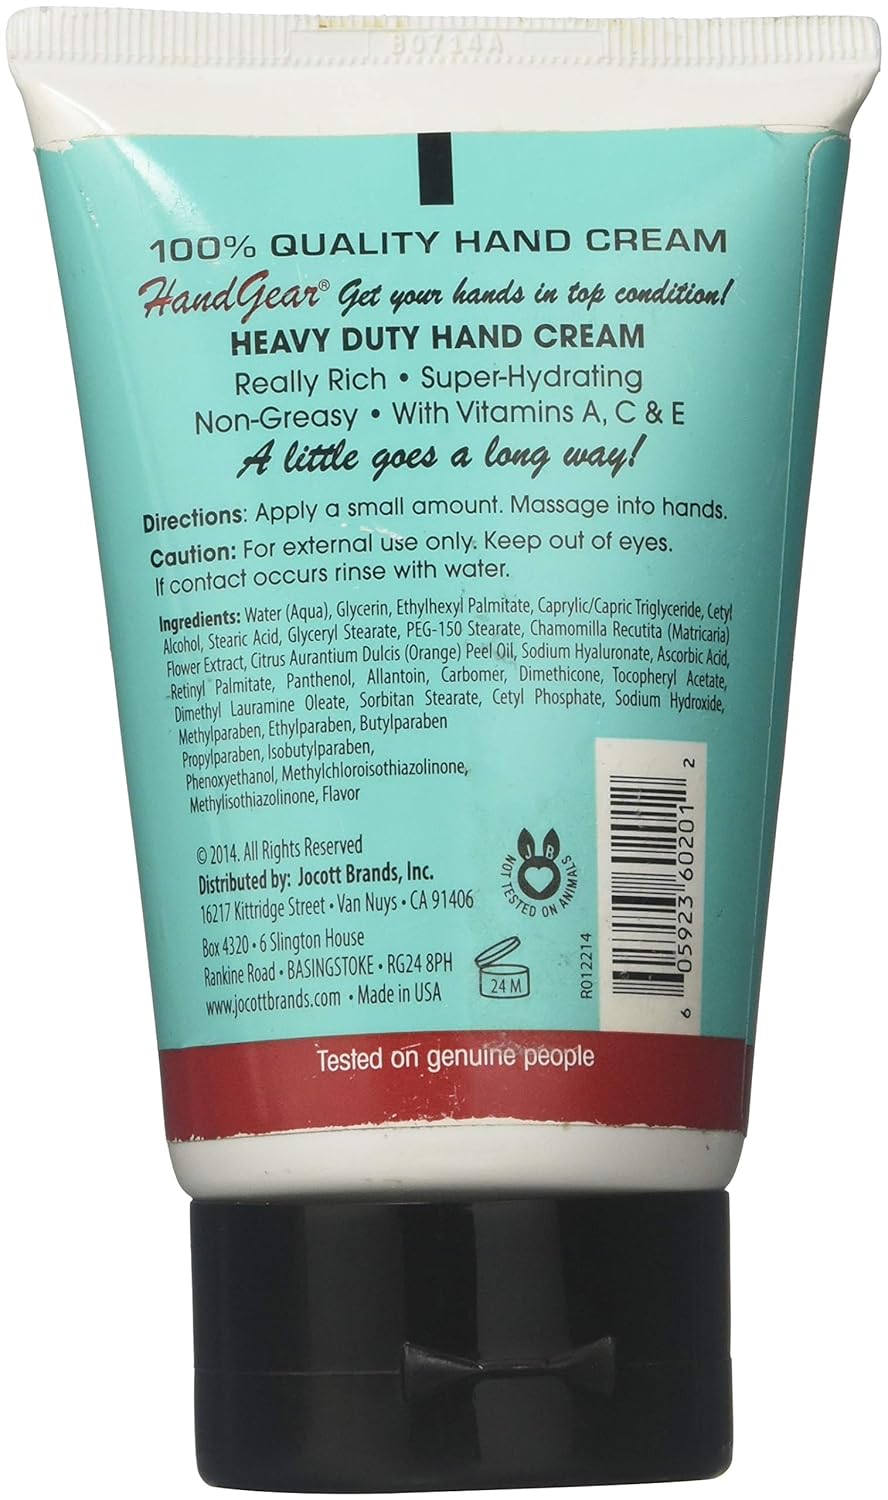 B0714A
100% QUALITY HAND CREAM
HandGear® Get your hands in top condition!
HEAVY DUTY HAND CREAM
Really Rich • Super-Hydrating
Non-Greasy • With Vitamins A, C & E
A little goes a long way!
Directions: Apply a small amount. Massage into hands.
Caution: For external use only. Keep out of eyes.
If contact occurs rinse with water.
Ingredients: Water (Aqua), Glycerin, Ethylhexyl Palmitate, Caprylic/Capric Triglyceride, Cetyl
Alcohol, Stearic Acid, Glyceryl Stearate, PEG-150 Stearate, Chamomilla Recutita (Matricaria)
Flower Extract, Citrus Aurantium Dulcis (Orange) Peel Oil, Sodium Hyaluronate, Ascorbic Acid,
Retinyl Palmitate, Panthenol, Allantoin, Carbomer, Dimethicone, Tocopheryl Acetate,
Dimethyl Lauramine Oleate, Sorbitan Stearate, Cetyl Phosphate, Sodium Hydroxide,
Methylparaben, Ethylparaben, Butylparaben
Propylparaben, Isobutylparaben,
Phenoxyethanol, Methylchloroisothiazolinone,
Methylisothiazolinone, Flavor
© 2014. All Rights Reserved
Distributed by: Jocott Brands, Inc.
16217 Kittridge Street • Van Nuys • CA 91406
Box 4320 • 6 Slington House
Rankine Road • BASINGSTOKE • RG24 8PH
www.jocottbrands.com • Made in USA
J B
NOT TESTED ON ANIMALS
24 M
R012214
6 05923 60201 2
Tested on genuine people